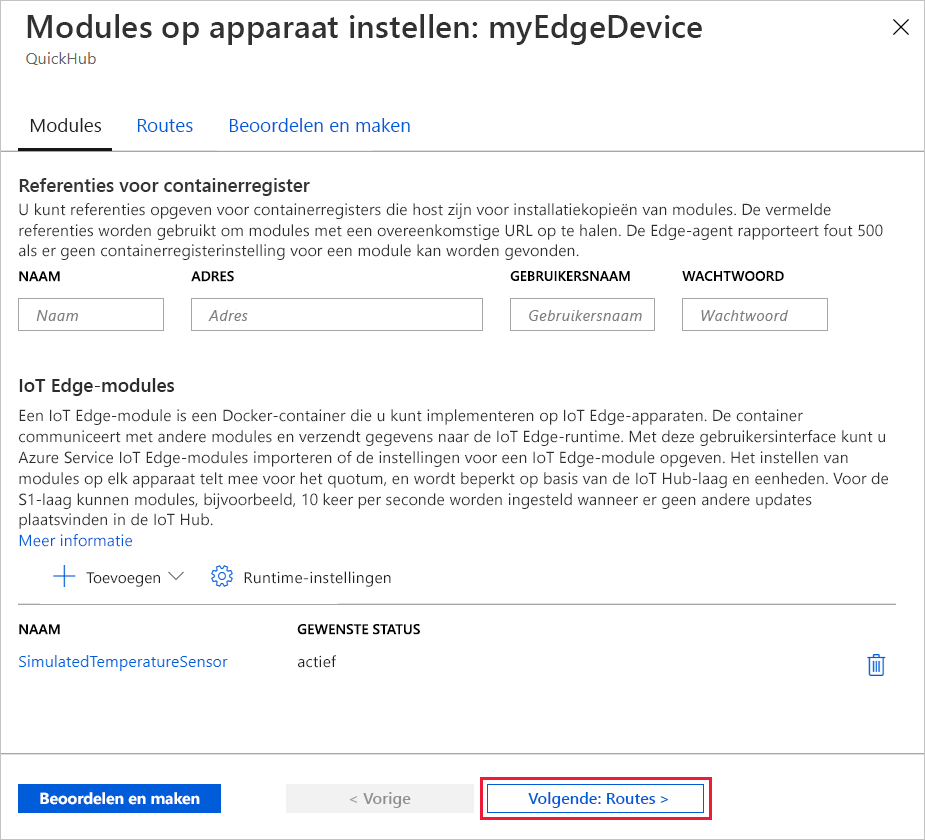 Modules op apparaat instellen: myEdgeDevice
QuickHub
Modules Routes Beoordelen en maken
Referenties voor containerregister
U kunt referenties opgeven voor containerregisters die host zijn voor installatiekopieën van modules. De vermelde
referenties worden gebruikt om modules met een overeenkomstige URL op te halen. De Edge-agent rapporteert fout 500
als er geen containerregisterinstelling voor een module kan worden gevonden.
NAAM ADRES GEBRUIKERSNAAM WACHTWOORD
Naam Adres Gebruikersnaam Wachtwoord
IoT Edge-modules
Een IoT Edge-module is een Docker-container die u kunt implementeren op IoT Edge-apparaten. De container
communiceert met andere modules en verzendt gegevens naar de IoT Edge-runtime. Met deze gebruikersinterface kunt u
Azure Service IoT Edge-modules importeren of de instellingen voor een IoT Edge-module opgeven. Het instellen van
modules op elk apparaat telt mee voor het quotum, en wordt beperkt op basis van de IoT Hub-laag en eenheden. Voor de
S1-laag kunnen modules, bijvoorbeeld, 10 keer per seconde worden ingesteld wanneer er geen andere updates
plaatsvinden in de IoT Hub.
Meer informatie
Toevoegen Runtime-instellingen
NAAM GEWENSTE STATUS
SimulatedTemperatureSensor actief
Beoordelen en maken < Vorige Volgende: Routes >